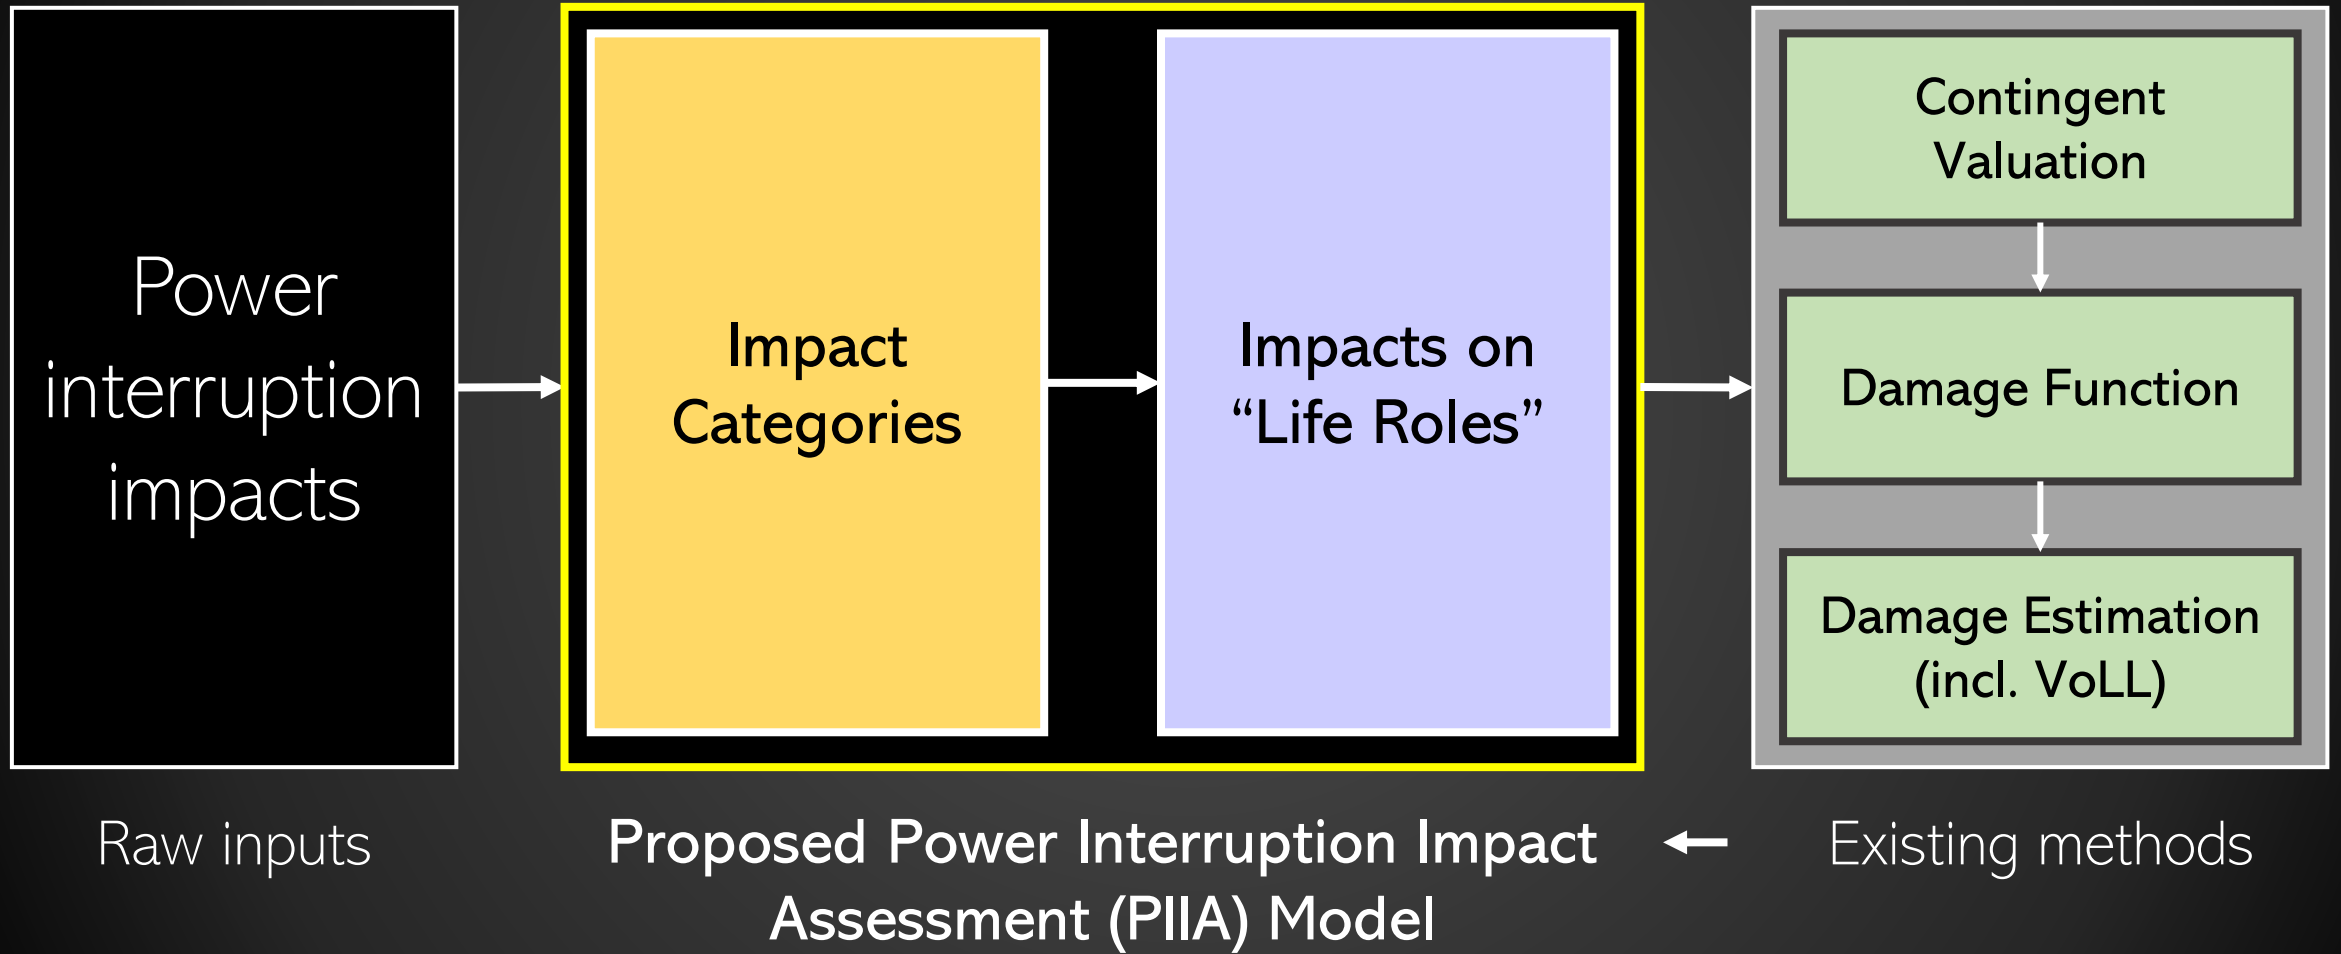 Power
interruption
impacts
Impact
Categories
Impacts on
“Life Roles”
Contingent
Valuation
Damage Function
Damage Estimation
(incl. VoLL)
Raw inputs
Proposed Power Interruption Impact
Assessment (PIIA) Model
Existing methods